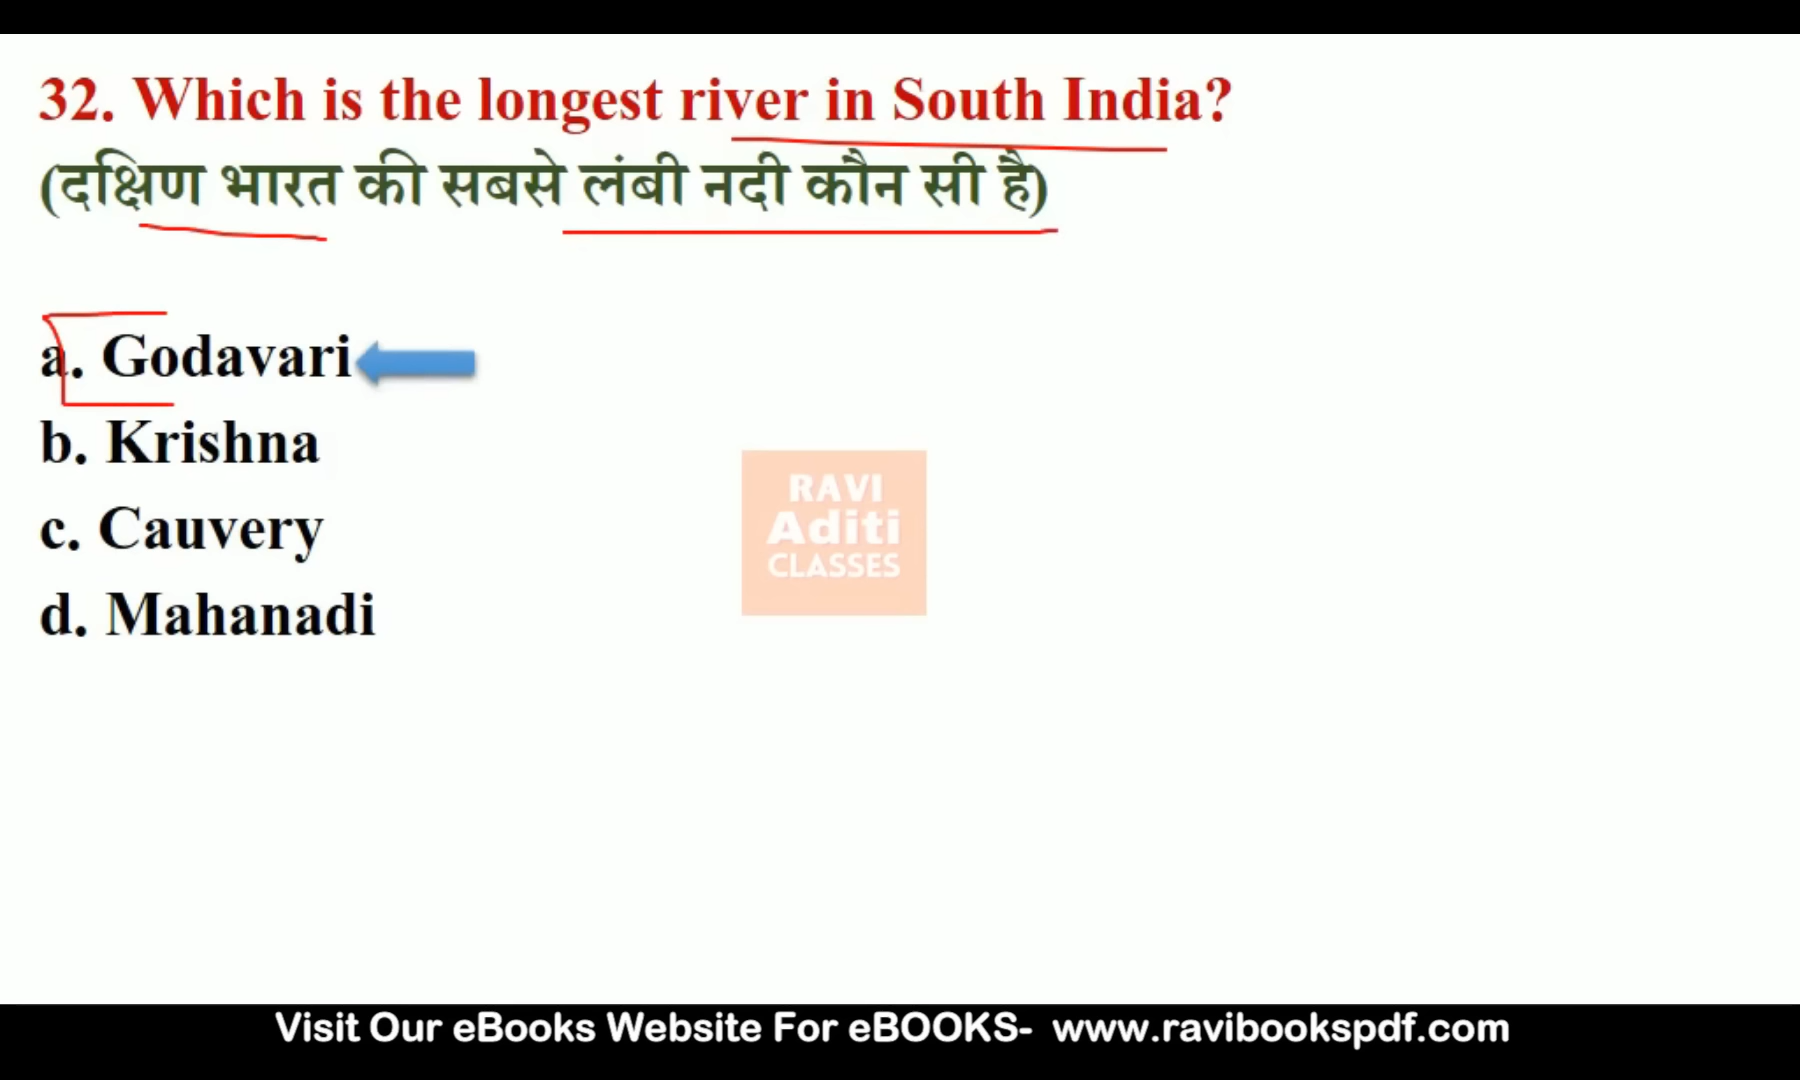 32. Which is the longest river in South India?
(दक्षिण भारत की सबसे लंबी नदी कौन सी है)
a. Godavari
b. Krishna
c. Cauvery
d. Mahanadi
RAVI
Aditi
CLASSES
Visit Our eBooks Website For eBOOKS- www.ravibookspdf.com